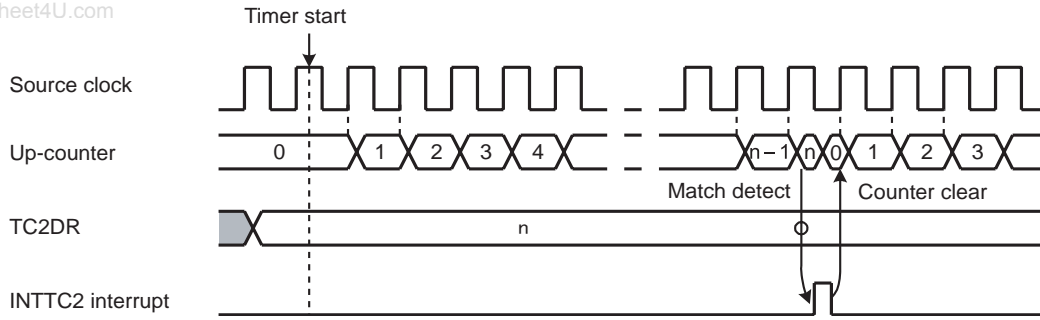 heet4U.com
Timer start
Source clock
Up-counter
0 1 2 3 4 n – 1 n 0 1 2 3
Match detect Counter clear
TC2DR
n
INTTC2 interrupt